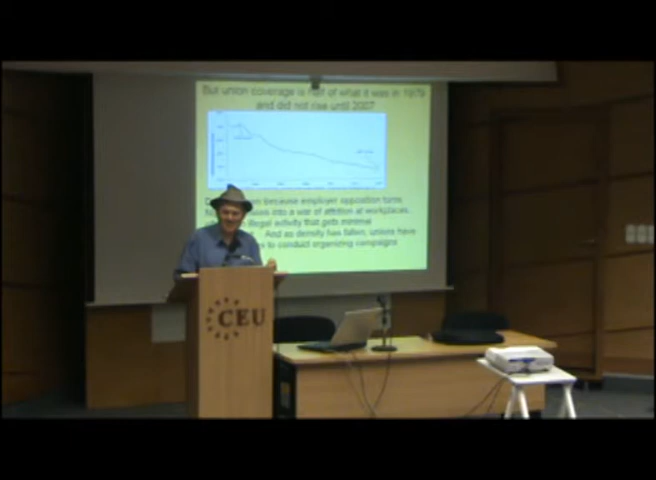 But union coverage is half of what it was in 1979
and did not rise until 2007
because employer opposition turns
into a war of attrition at workplaces.
illegal activity that gets minimal
And as density has fallen, unions have
to conduct organizing campaigns
CEU